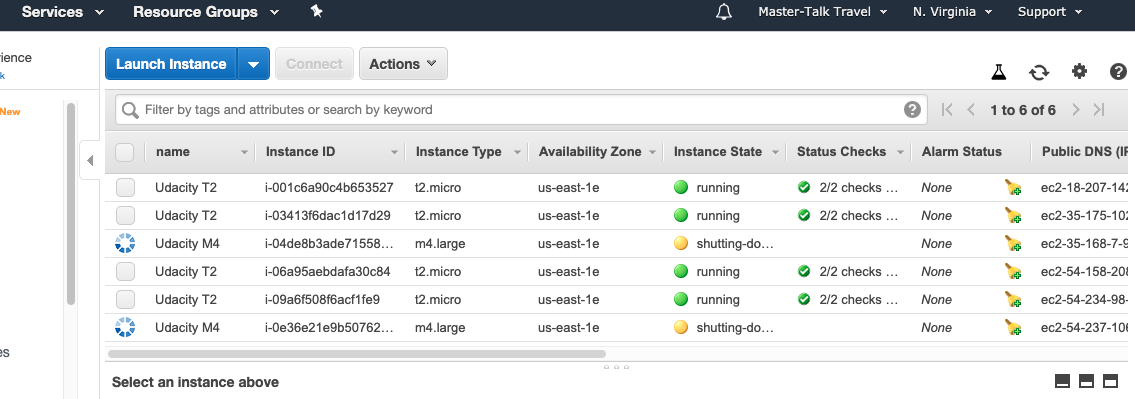 Services Resource Groups Master-Talk Travel N. Virginia Support
rience
k
Launch Instance Connect Actions
New
Filter by tags and attributes or search by keyword 1 to 6 of 6
name Instance ID Instance Type Availability Zone Instance State Status Checks Alarm Status Public DNS (IP
Udacity T2 i-001c6a90c4b653527 t2.micro us-east-1e running 2/2 checks ... None ec2-18-207-142
Udacity T2 i-03413f6dac1d17d29 t2.micro us-east-1e running 2/2 checks ... None ec2-35-175-102
Udacity M4 i-04de8b3ade71558... m4.large us-east-1e shutting-do... None ec2-35-168-7-9
Udacity T2 i-06a95aebdafa30c84 t2.micro us-east-1e running 2/2 checks ... None ec2-54-158-208
Udacity T2 i-09a6f508f6acf1fe9 t2.micro us-east-1e running 2/2 checks ... None ec2-54-234-98-
Udacity M4 i-0e36e21e9b50762... m4.large us-east-1e shutting-do... None ec2-54-237-106
es
Select an instance above